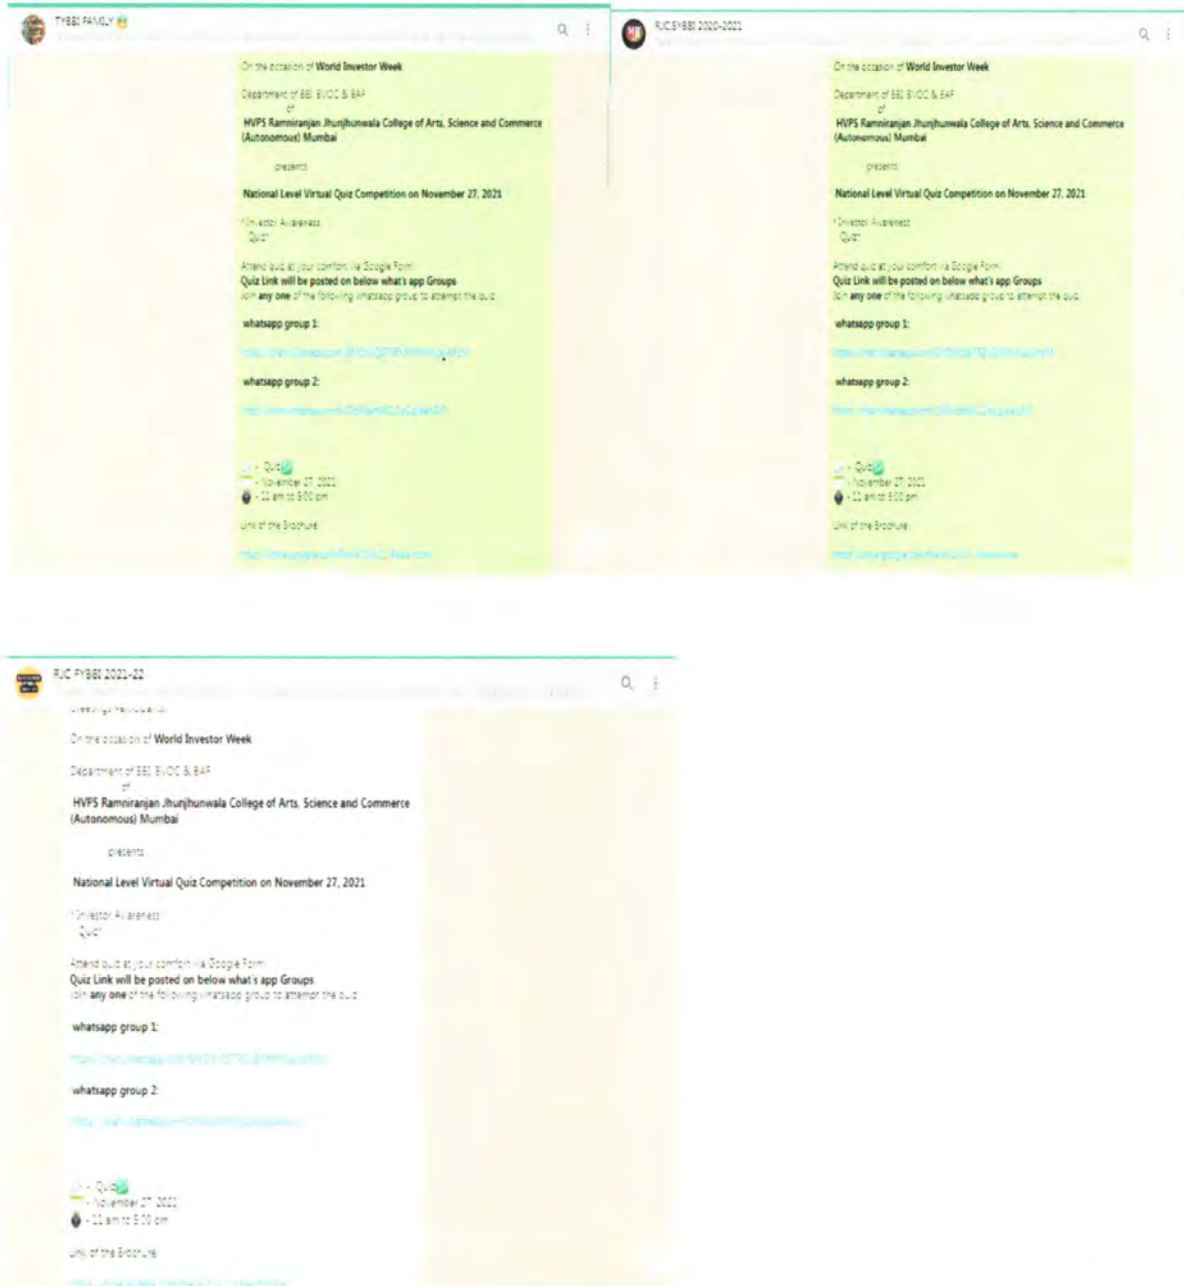 TYBBI FAMILY
On the occasion of World Investor Week
Department of BBI, BVOC & BAF
of
HVPS Ramniranjan Jhunjhunwala College of Arts, Science and Commerce
(Autonomous) Mumbai
presents
National Level Virtual Quiz Competition on November 27, 2021
*Investor Awareness
Quiz*
Attend quiz at your comfort via Google Form
Quiz Link will be posted on below what's app Groups
Join any one of the following whatsapp group to attempt the quiz
whatsapp group 1:
whatsapp group 2:
- Quiz
- November 27, 2021
- 11 am to 5:00 pm
Link of the Brochure
RJC SYBBI 2020-2021
On the occasion of World Investor Week
Department of BBI, BVOC & BAF
of
HVPS Ramniranjan Jhunjhunwala College of Arts, Science and Commerce
(Autonomous) Mumbai
presents
National Level Virtual Quiz Competition on November 27, 2021
*Investor Awareness
Quiz*
Attend quiz at your comfort via Google Form
Quiz Link will be posted on below what's app Groups
Join any one of the following whatsapp group to attempt the quiz
whatsapp group 1:
whatsapp group 2:
- Quiz
- November 27, 2021
- 11 am to 5:00 pm
Link of the Brochure
RJC FYBBI 2021-22
On the occasion of World Investor Week
Department of BBI, BVOC & BAF
of
HVPS Ramniranjan Jhunjhunwala College of Arts, Science and Commerce
(Autonomous) Mumbai
presents
National Level Virtual Quiz Competition on November 27, 2021
*Investor Awareness
Quiz*
Attend quiz at your comfort via Google Form
Quiz Link will be posted on below what's app Groups
Join any one of the following whatsapp group to attempt the quiz
whatsapp group 1:
whatsapp group 2:
- Quiz
- November 27, 2021
- 11 am to 5:00 pm
Link of the Brochure